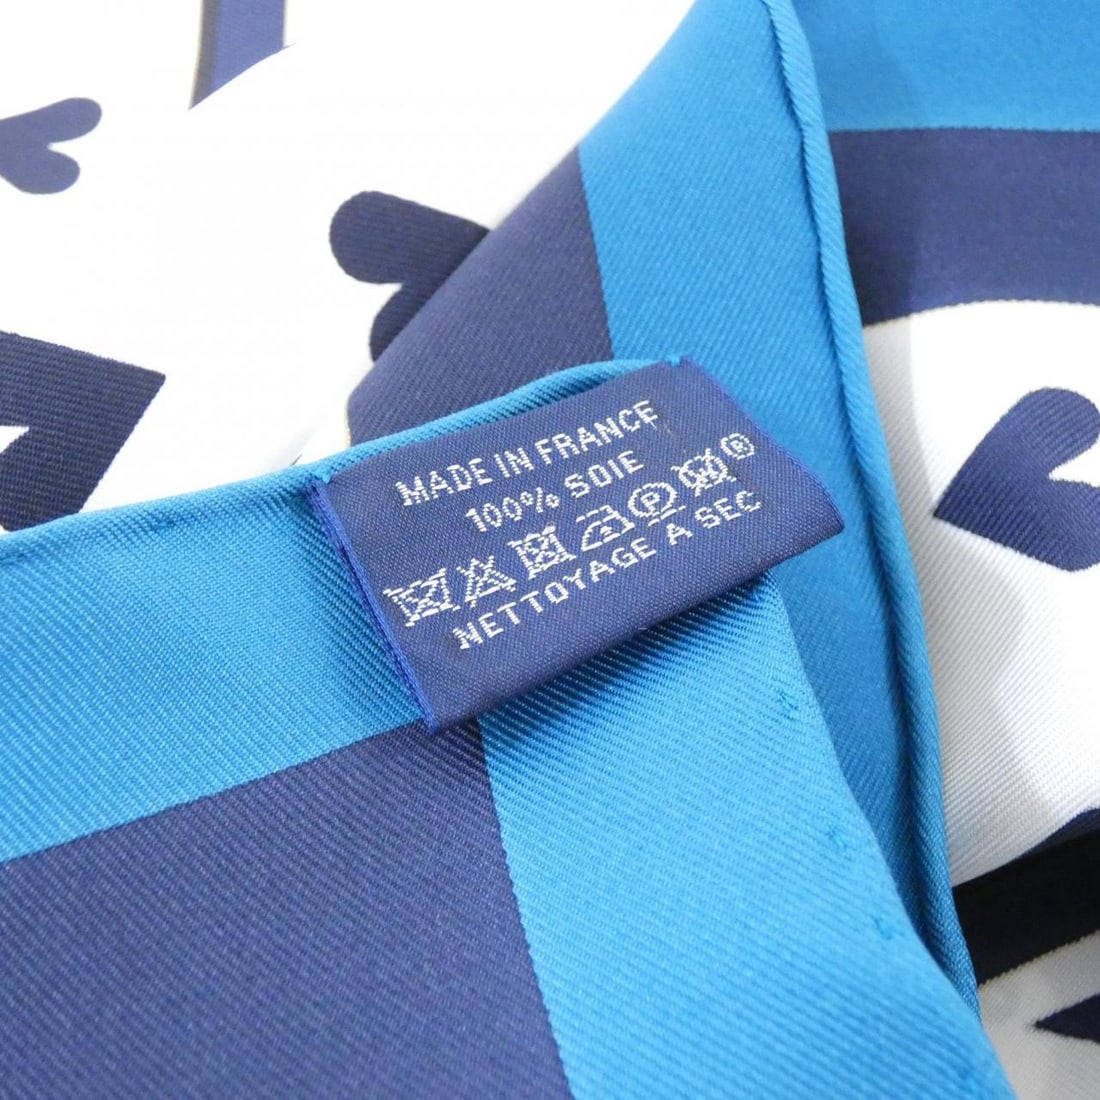 MADE IN FRANCE
100% SOIE
P ®
NETTOYAGE A SEC